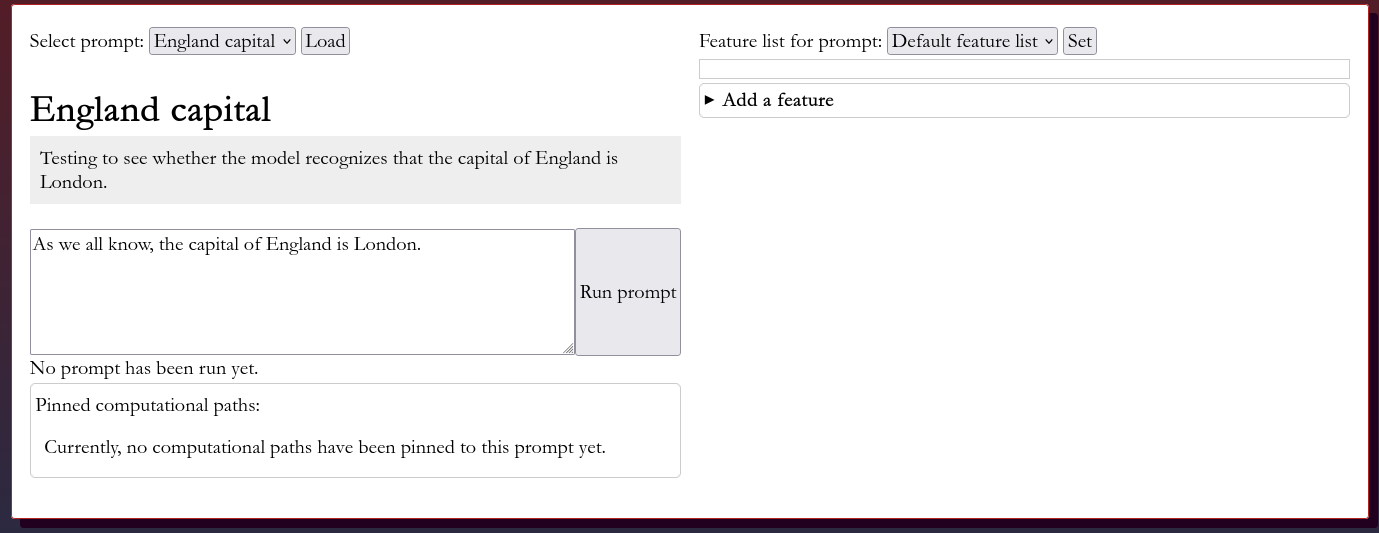 Select prompt: England capital Load
England capital
Testing to see whether the model recognizes that the capital of England is
London.
As we all know, the capital of England is London.
Run prompt
No prompt has been run yet.
Pinned computational paths:
Currently, no computational paths have been pinned to this prompt yet.
Feature list for prompt: Default feature list Set
Add a feature